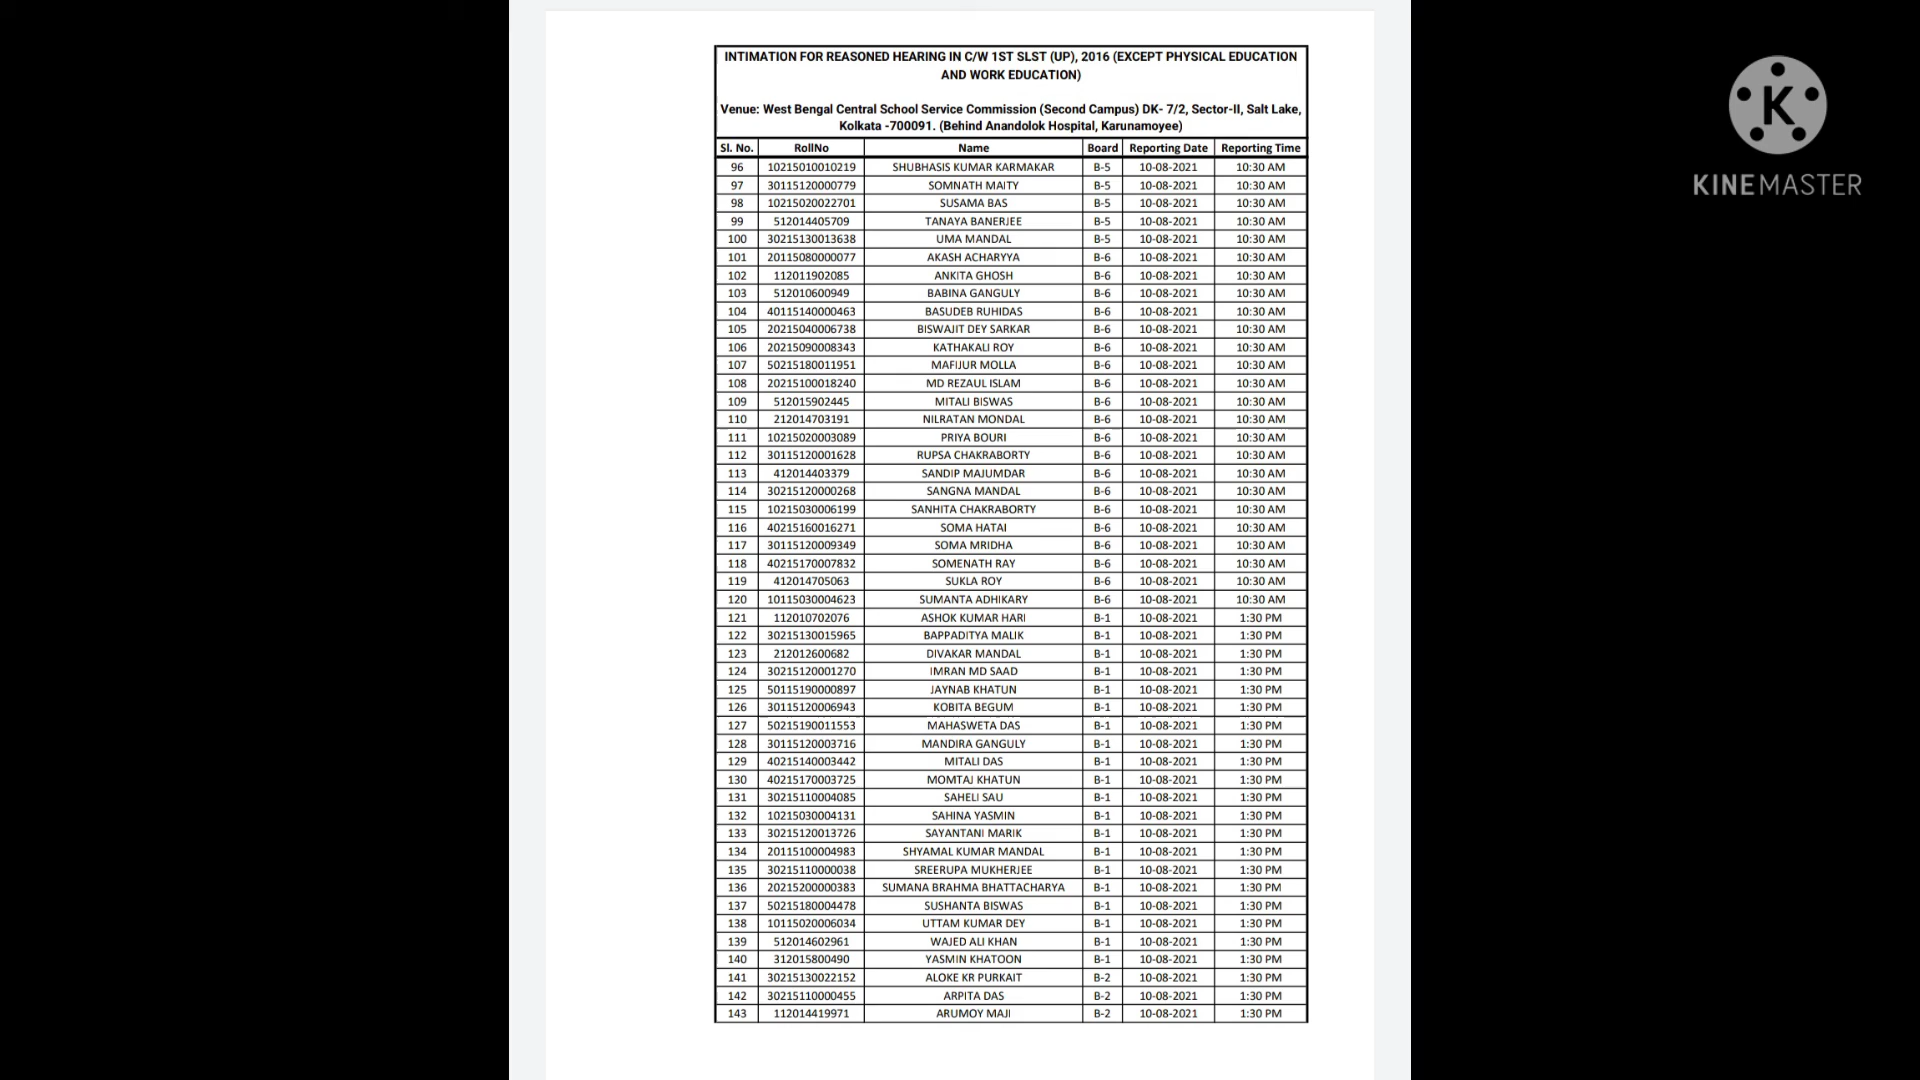 INTIMATION FOR REASONED HEARING IN C/W 1ST SLST (UP), 2016 (EXCEPT PHYSICAL EDUCATION
AND WORK EDUCATION)
Venue: West Bengal Central School Service Commission (Second Campus) DK- 7/2, Sector-II, Salt Lake,
Kolkata -700091. (Behind Anandolok Hospital, Karunamoyee)
Sl. No. RollNo Name Board Reporting Date Reporting Time
96 10215010010219 SHUBHASIS KUMAR KARMAKAR B-5 10-08-2021 10:30 AM
97 30115120000779 SOMNATH MAITY B-5 10-08-2021 10:30 AM
98 10215020022701 SUSAMA BAS B-5 10-08-2021 10:30 AM
99 512014405709 TANAYA BANERJEE B-5 10-08-2021 10:30 AM
100 30215130013638 UMA MANDAL B-5 10-08-2021 10:30 AM
101 20115080000077 AKASH ACHARYYA B-6 10-08-2021 10:30 AM
102 112011902085 ANKITA GHOSH B-6 10-08-2021 10:30 AM
103 512010600949 BABINA GANGULY B-6 10-08-2021 10:30 AM
104 40115140000463 BASUDEB RUHIDAS B-6 10-08-2021 10:30 AM
105 20215040006738 BISWAJIT DEY SARKAR B-6 10-08-2021 10:30 AM
106 20215090008343 KATHAKALI ROY B-6 10-08-2021 10:30 AM
107 50215180011951 MAFIJUR MOLLA B-6 10-08-2021 10:30 AM
108 20215100018240 MD REZAUL ISLAM B-6 10-08-2021 10:30 AM
109 512015902445 MITALI BISWAS B-6 10-08-2021 10:30 AM
110 212014703191 NILRATAN MONDAL B-6 10-08-2021 10:30 AM
111 10215020003089 PRIYA BOURI B-6 10-08-2021 10:30 AM
112 30115120001628 RUPSA CHAKRABORTY B-6 10-08-2021 10:30 AM
113 412014403379 SANDIP MAJUMDAR B-6 10-08-2021 10:30 AM
114 30215120000268 SANGNA MANDAL B-6 10-08-2021 10:30 AM
115 10215030006199 SANHITA CHAKRABORTY B-6 10-08-2021 10:30 AM
116 40215160016271 SOMA HATAI B-6 10-08-2021 10:30 AM
117 30115120009349 SOMA MRIDHA B-6 10-08-2021 10:30 AM
118 40215170007832 SOMENATH RAY B-6 10-08-2021 10:30 AM
119 412014705063 SUKLA ROY B-6 10-08-2021 10:30 AM
120 10115030004623 SUMANTA ADHIKARY B-6 10-08-2021 10:30 AM
121 112010702076 ASHOK KUMAR HARI B-1 10-08-2021 1:30 PM
122 30215130015965 BAPPADITYA MALIK B-1 10-08-2021 1:30 PM
123 212012600682 DIVAKAR MANDAL B-1 10-08-2021 1:30 PM
124 30215120001270 IMRAN MD SAAD B-1 10-08-2021 1:30 PM
125 50115190000897 JAYNAB KHATUN B-1 10-08-2021 1:30 PM
126 30115120006943 KOBITA BEGUM B-1 10-08-2021 1:30 PM
127 50215190011553 MAHASWETA DAS B-1 10-08-2021 1:30 PM
128 30115120003716 MANDIRA GANGULY B-1 10-08-2021 1:30 PM
129 40215140003442 MITALI DAS B-1 10-08-2021 1:30 PM
130 40215170003725 MOMTAJ KHATUN B-1 10-08-2021 1:30 PM
131 30215110004085 SAHELI SAU B-1 10-08-2021 1:30 PM
132 10215030004131 SAHINA YASMIN B-1 10-08-2021 1:30 PM
133 30215120013726 SAYANTANI MARIK B-1 10-08-2021 1:30 PM
134 20115100004983 SHYAMAL KUMAR MANDAL B-1 10-08-2021 1:30 PM
135 30215110000038 SREERUPA MUKHERJEE B-1 10-08-2021 1:30 PM
136 20215200000383 SUMANA BRAHMA BHATTACHARYA B-1 10-08-2021 1:30 PM
137 50215180004478 SUSHANTA BISWAS B-1 10-08-2021 1:30 PM
138 10115020006034 UTTAM KUMAR DEY B-1 10-08-2021 1:30 PM
139 512014602961 WAJED ALI KHAN B-1 10-08-2021 1:30 PM
140 312015800490 YASMIN KHATOON B-1 10-08-2021 1:30 PM
141 30215130022152 ALOKE KR PURKAIT B-2 10-08-2021 1:30 PM
142 30215110000455 ARPITA DAS B-2 10-08-2021 1:30 PM
143 112014419971 ARUMOY MAJI B-2 10-08-2021 1:30 PM
K
KINEMASTER